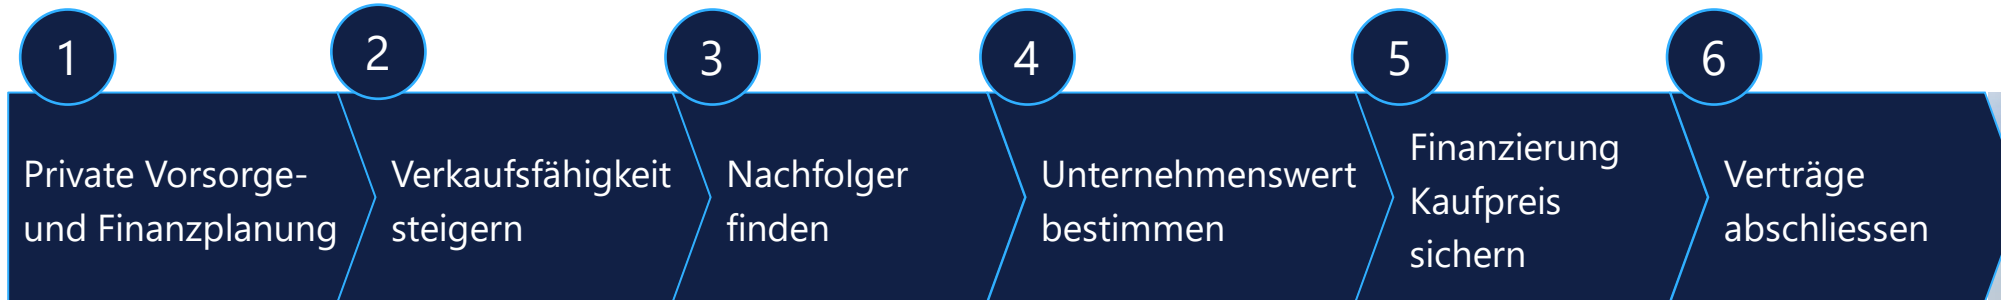 1
Private Vorsorge-
und Finanzplanung
2
Verkaufsfähigkeit
steigern
3
Nachfolger
finden
4
Unternehmenswert
bestimmen
5
Finanzierung
Kaufpreis
sichern
6
Verträge
abschliessen